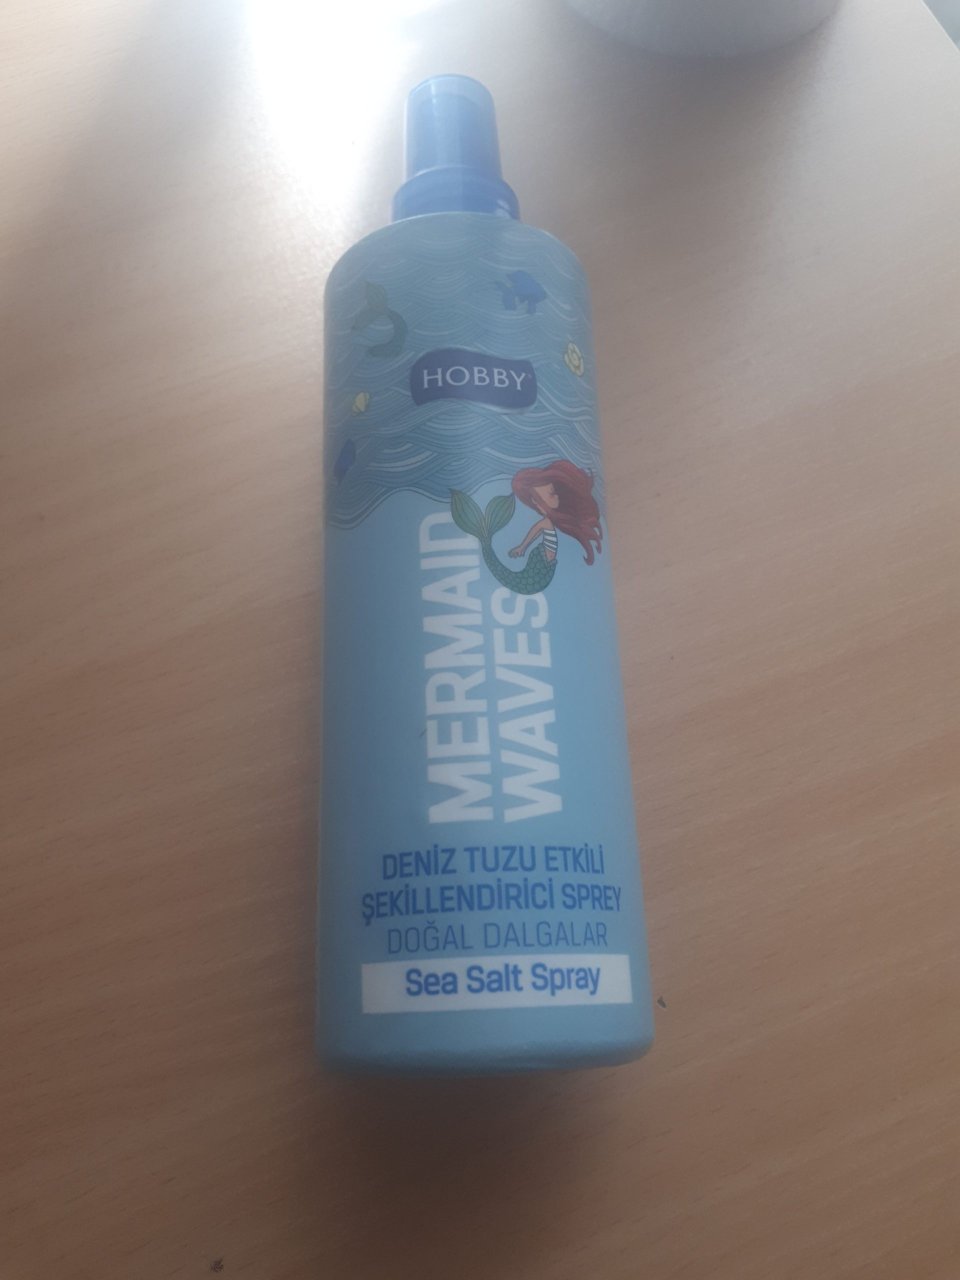 HOBBY
MERMAID
WAVES
DENİZ TUZU ETKİLİ
ŞEKİLLENDİRİCİ SPREY
DOĞAL DALGALAR
Sea Salt Spray